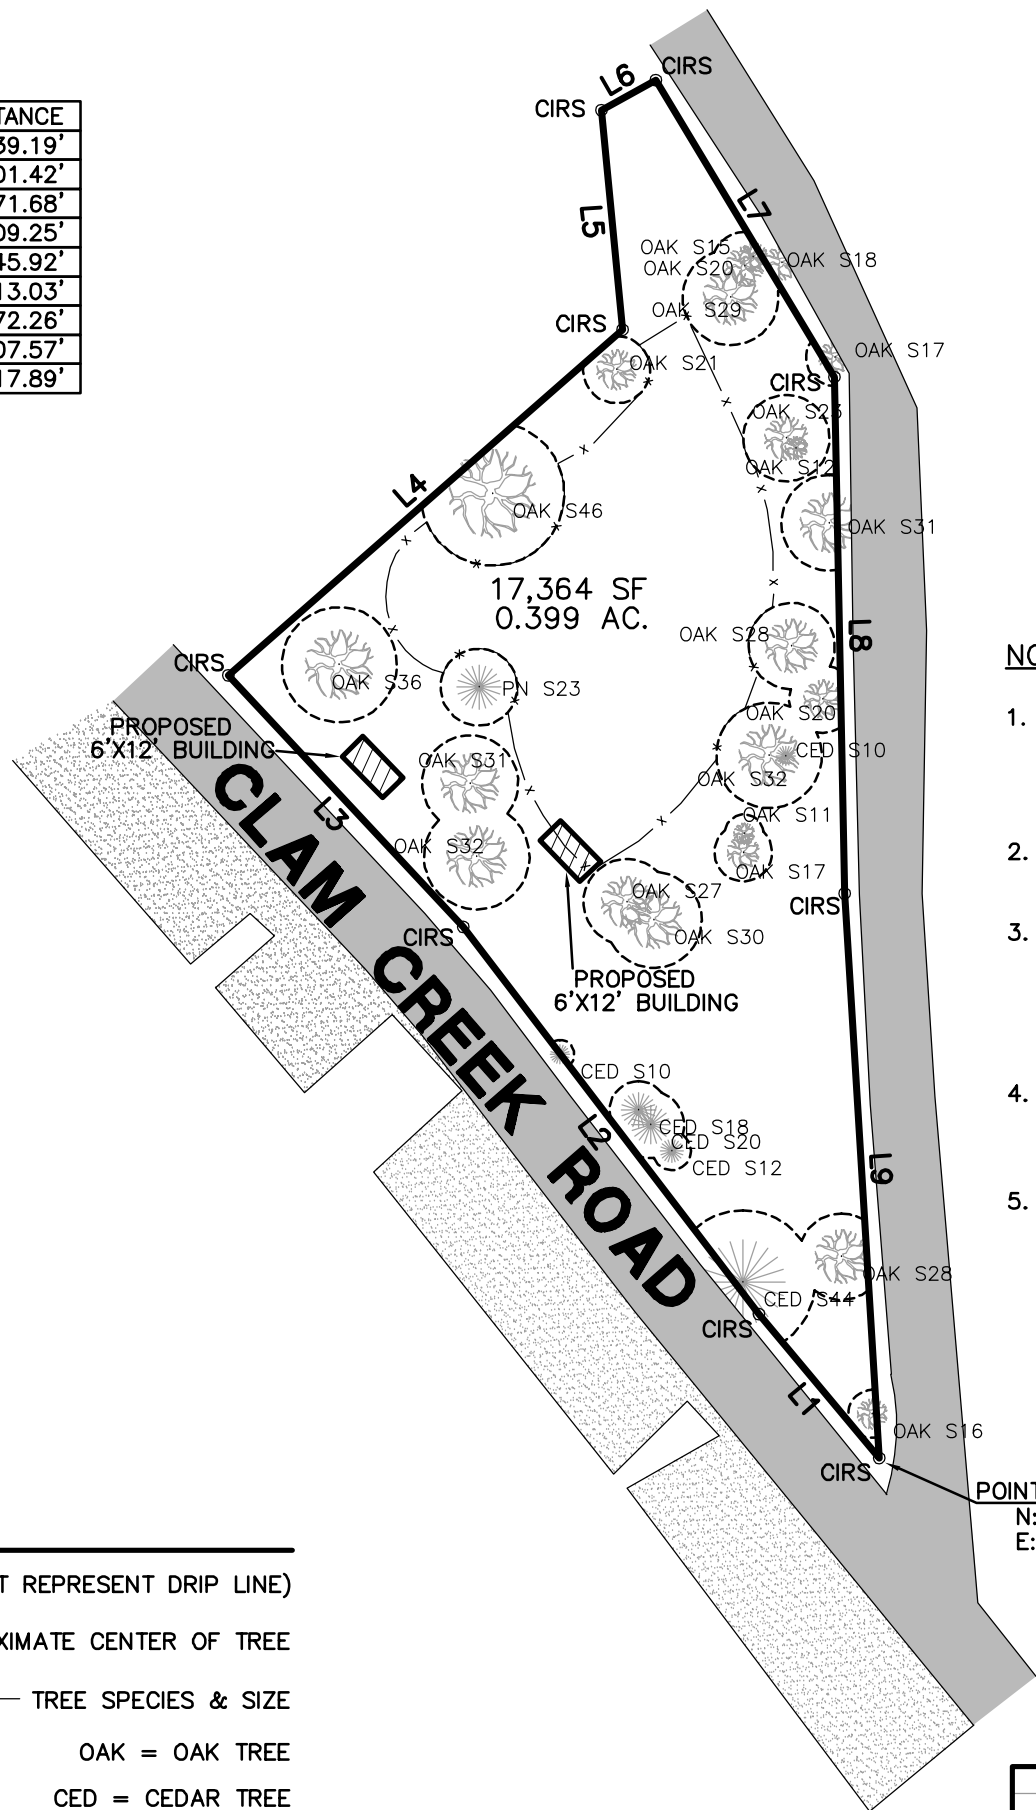 CIRS
L6
CIRS
TANCE
39.19'
01.42'
71.68'
09.25'
45.92'
13.03'
72.26'
07.57'
17.89'
L7
L5
OAK S15
OAK S20
OAK S18
OAK S29
CIRS
OAK S17
OAK S21
CIRS
OAK S23
OAK S12
L4
OAK S46
OAK S31
17,364 SF
0.399 AC.
OAK S28
L8
CIRS
OAK S36
PN S23
OAK S20
PROPOSED
6'X12' BUILDING
CED S10
OAK S31
OAK S32
L3
OAK S11
OAK S32
OAK S17
OAK S27
CIRS
CIRS
OAK S30
PROPOSED
6'X12' BUILDING
CLAM CREEK ROAD
CED S10
L2
CED S18
CED S20
CED S12
L9
OAK S28
CED S44
CIRS
L1
OAK S16
CIRS
POINT
N:
E:
NO
1.
2.
3.
4.
5.
T REPRESENT DRIP LINE)
XIMATE CENTER OF TREE
TREE SPECIES & SIZE
OAK = OAK TREE
CED = CEDAR TREE